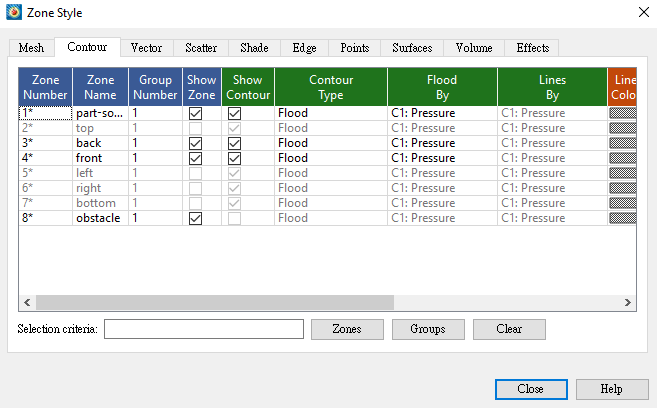 Zone Style
Mesh Contour Vector Scatter Shade Edge Points Surfaces Volume Effects
Zone Number Zone Name Group Number Show Zone Show Contour Contour Type Flood By Lines By Line Colo
1* part-so... 1 Flood C1: Pressure C1: Pressure
2* top 1 Flood C1: Pressure C1: Pressure
3* back 1 Flood C1: Pressure C1: Pressure
4* front 1 Flood C1: Pressure C1: Pressure
5* left 1 Flood C1: Pressure C1: Pressure
6* right 1 Flood C1: Pressure C1: Pressure
7* bottom 1 Flood C1: Pressure C1: Pressure
8* obstacle 1 Flood C1: Pressure C1: Pressure
Selection criteria: Zones Groups Clear
Close Help